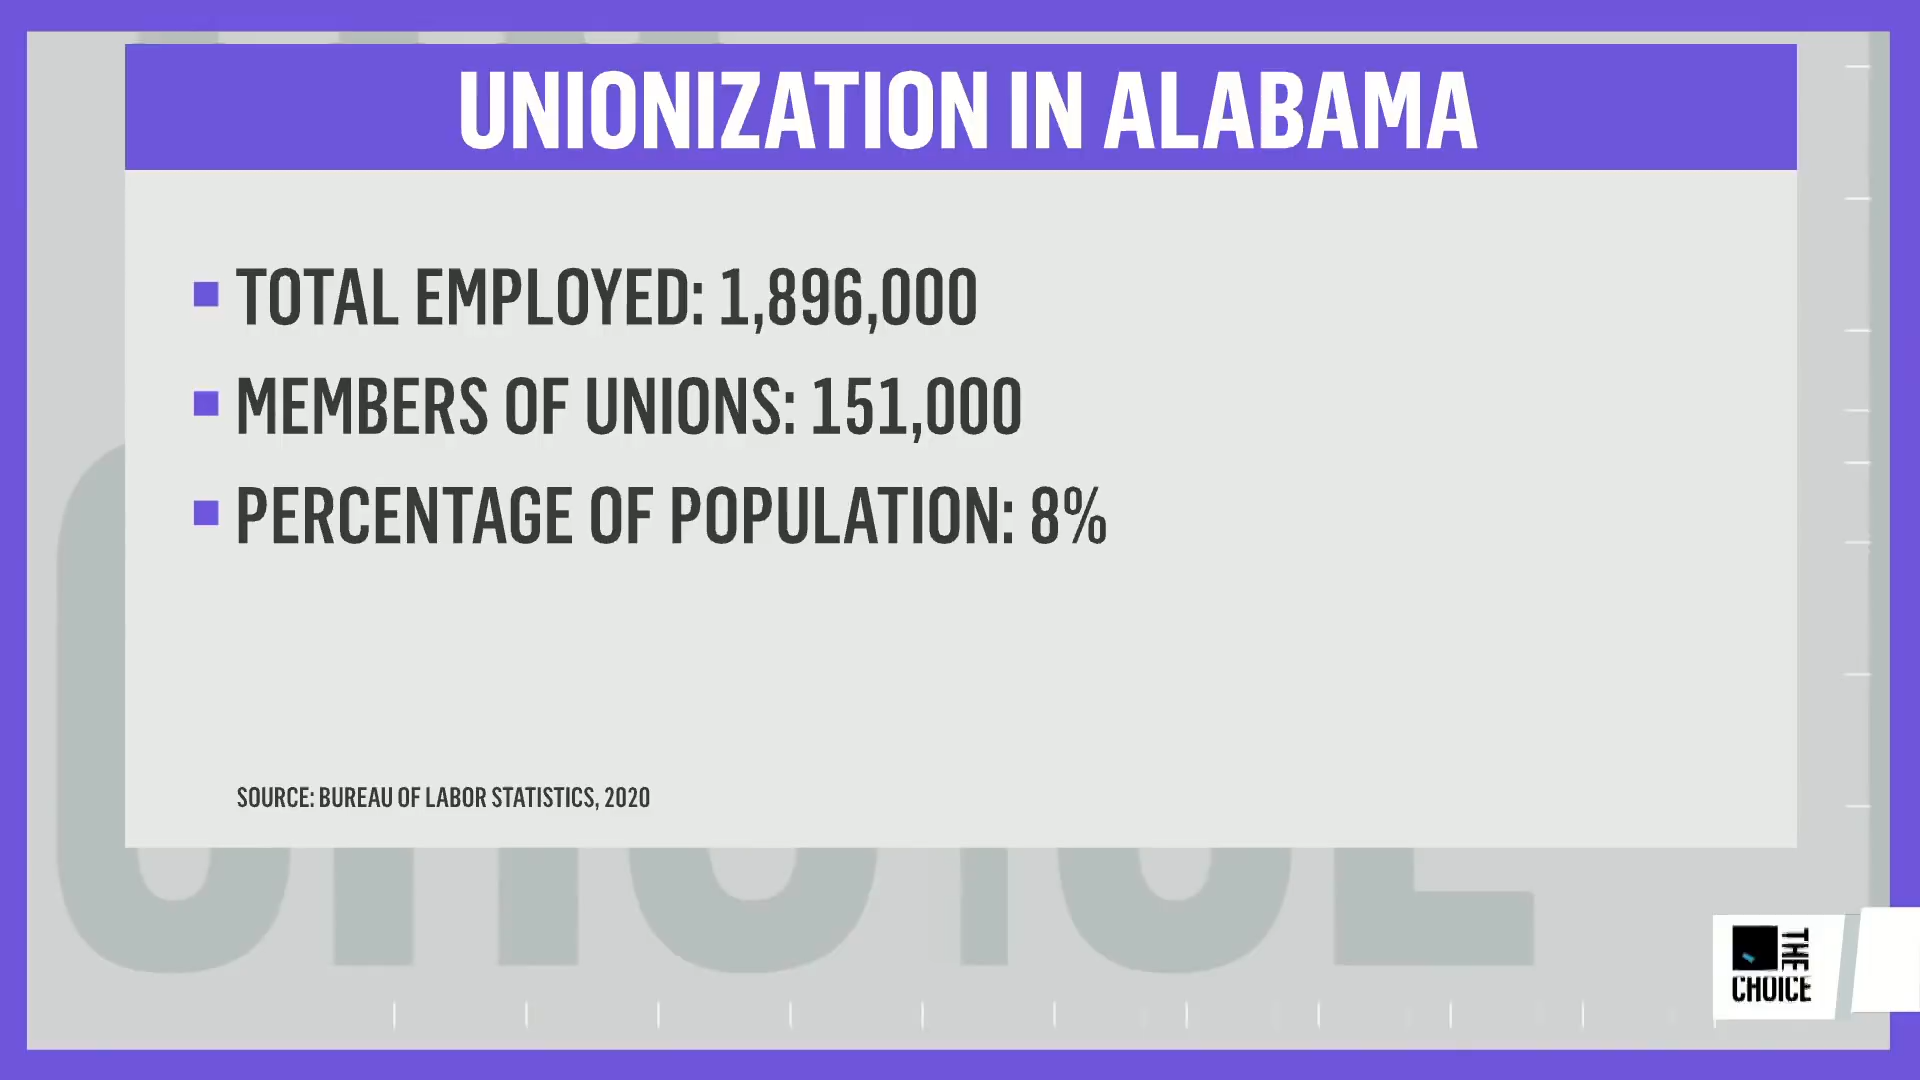 UNIONIZATION IN ALABAMA
TOTAL EMPLOYED: 1,896,000
MEMBERS OF UNIONS: 151,000
PERCENTAGE OF POPULATION: 8%
SOURCE: BUREAU OF LABOR STATISTICS, 2020
THE
CHOICE